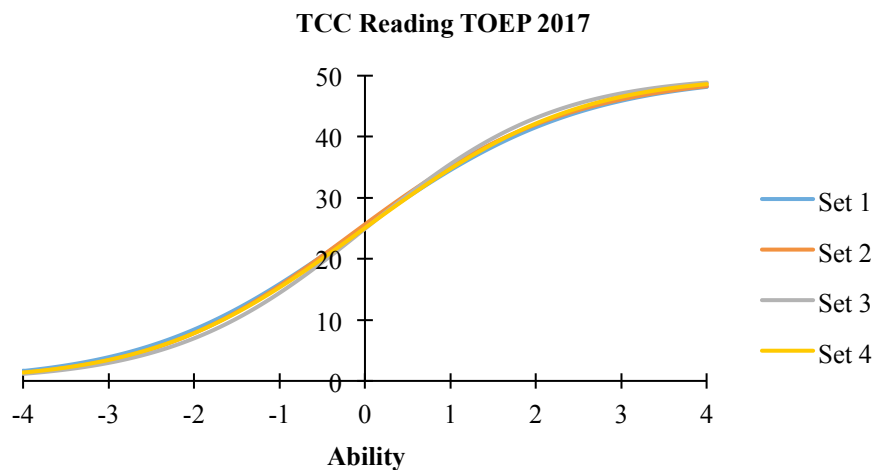 TCC Reading TOEP 2017
50
40
30
20
10
0
-4 -3 -2 -1 0 1 2 3 4
Ability
Set 1
Set 2
Set 3
Set 4